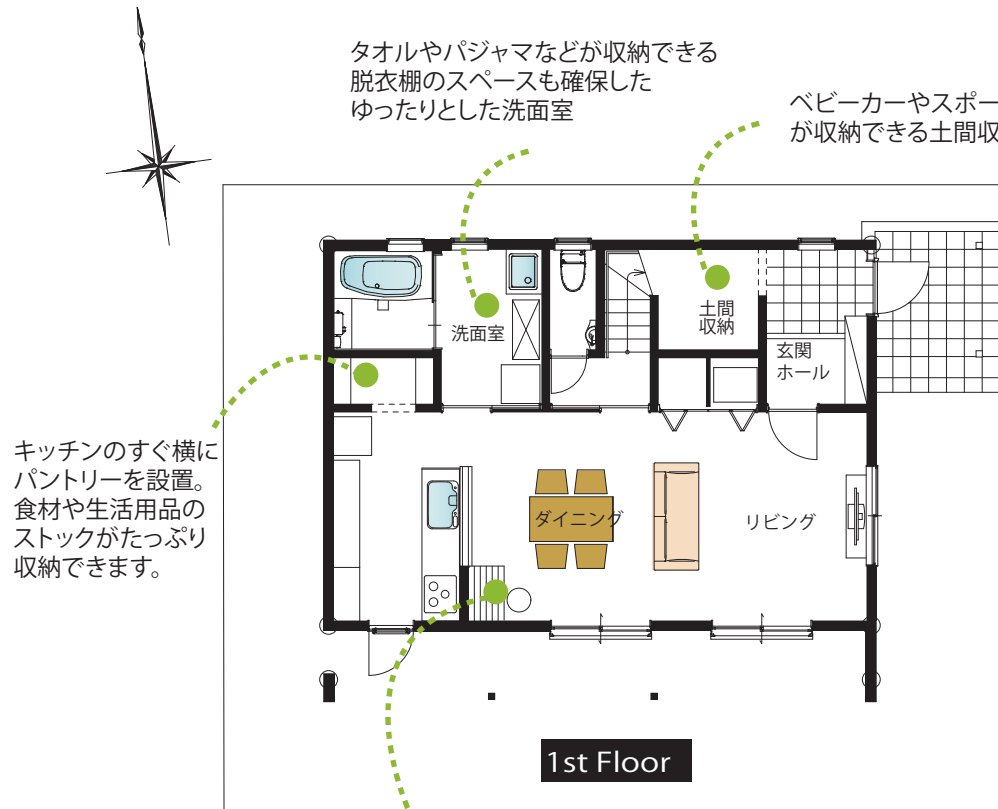 タオルやパジャマなどが収納できる
脱衣棚のスペースも確保した
ゆったりとした洗面室
ベビーカーやスポー
が収納できる土間収
洗面室
土間
収納
玄関
ホール
キッチンのすぐ横に
パントリーを設置。
食材や生活用品の
ストックがたっぷり
収納できます。
ダイニング
リビング
1st Floor